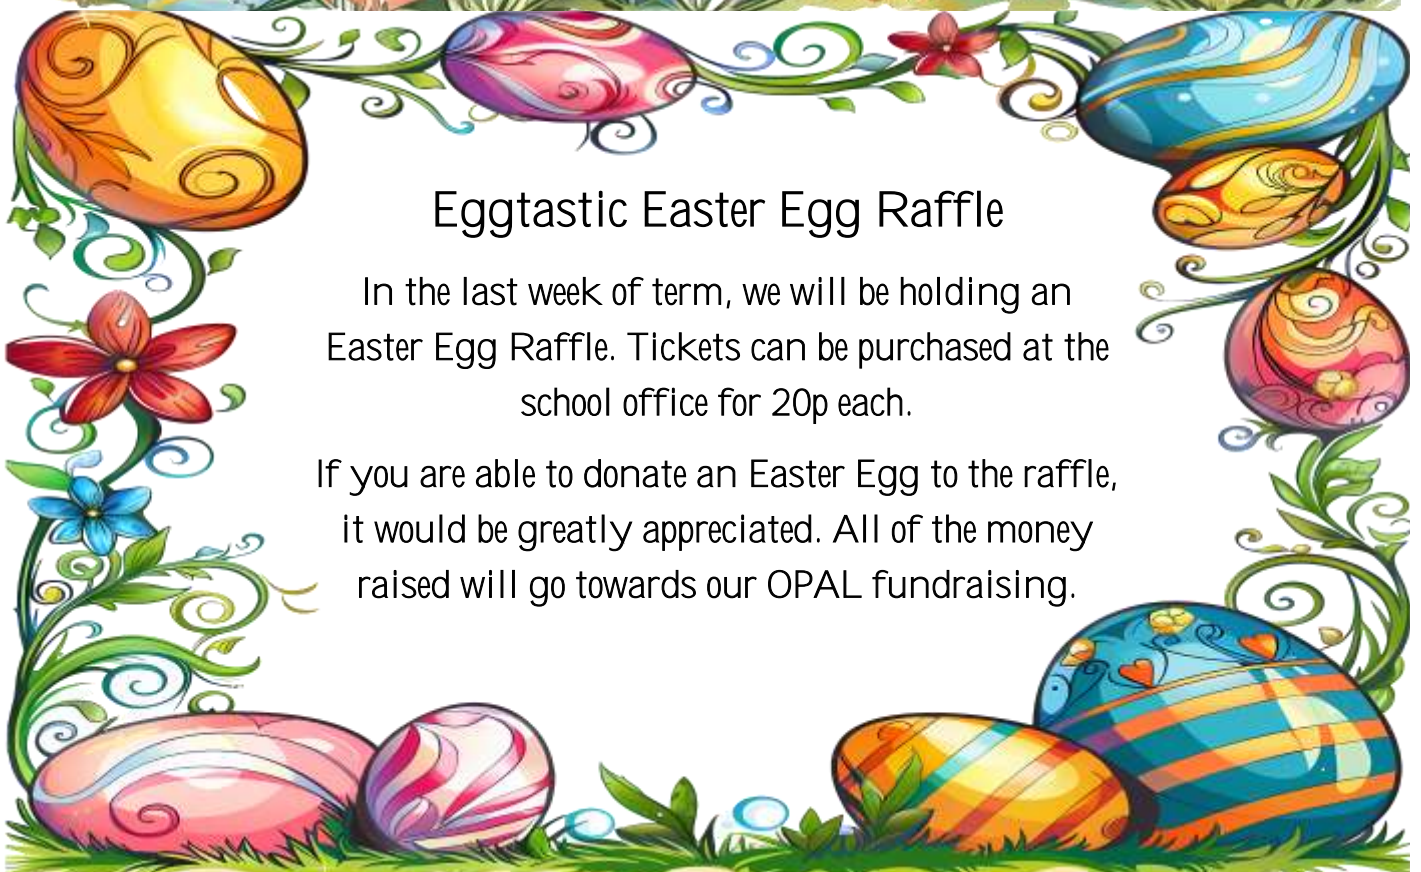 Eggtastic Easter Egg Raffle
In the last week of term, we will be holding an
Easter Egg Raffle. Tickets can be purchased at the
school office for 20p each.
If you are able to donate an Easter Egg to the raffle,
it would be greatly appreciated. All of the money
raised will go towards our OPAL fundraising.